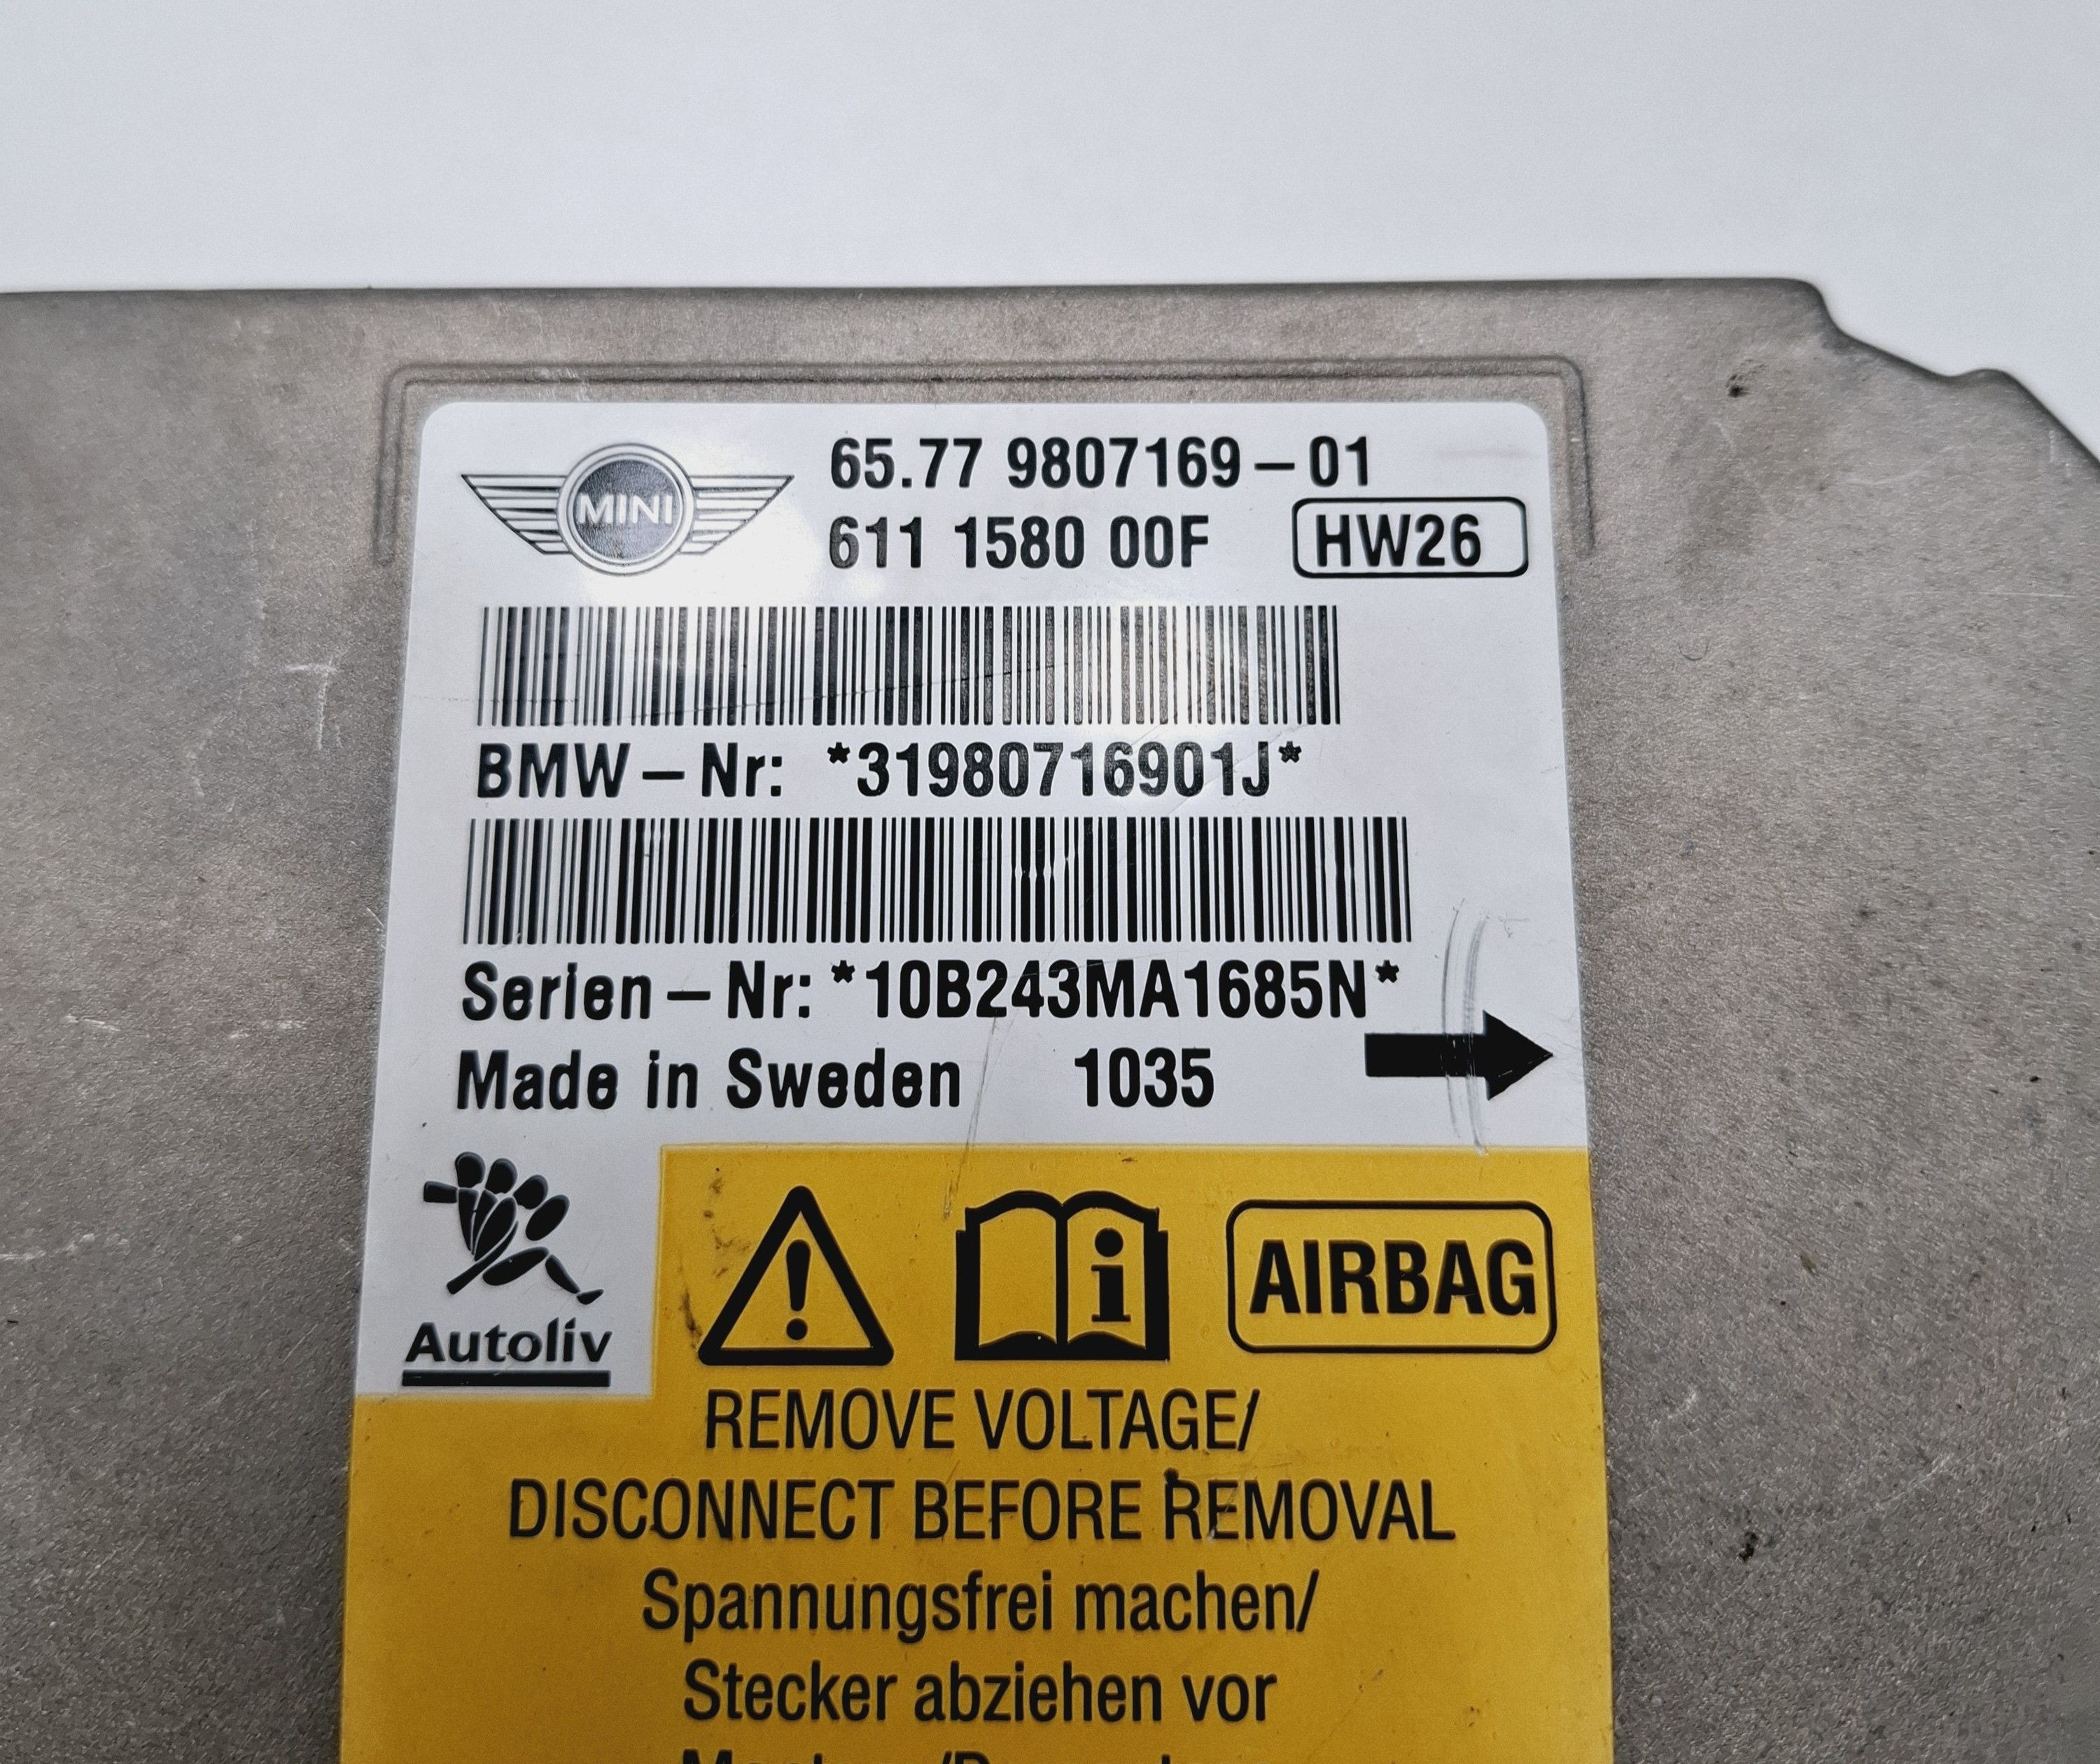 MINI
65.77 9807169-01
611 1580 00F
HW26
BMW-Nr: *31980716901J*
Serien-Nr: *10B243MA1685N*
Made in Sweden 1035
Autoliv
AIRBAG
REMOVE VOLTAGE/
DISCONNECT BEFORE REMOVAL
Spannungsfrei machen/
Stecker abziehen vor